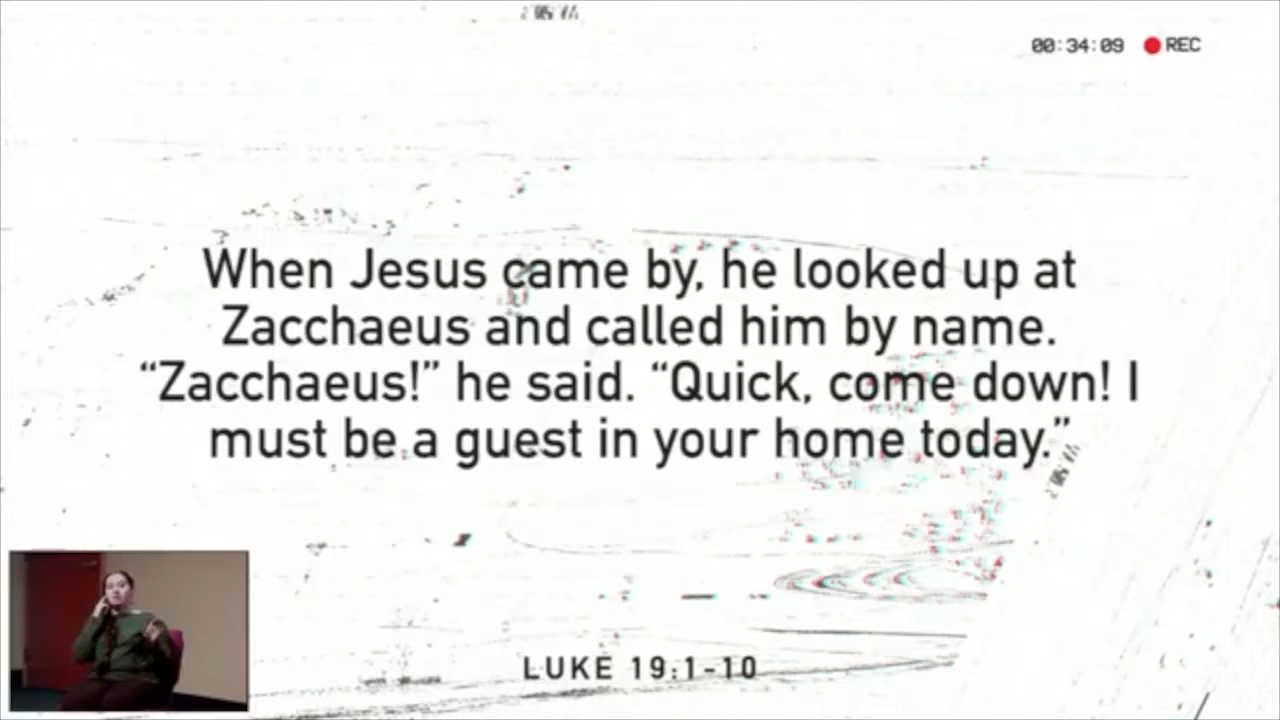 00:34:09 REC
When Jesus came by, he looked up at
Zacchaeus and called him by name.
“Zacchaeus!” he said. “Quick, come down! I
must be a guest in your home today.”
LUKE 19:1-10